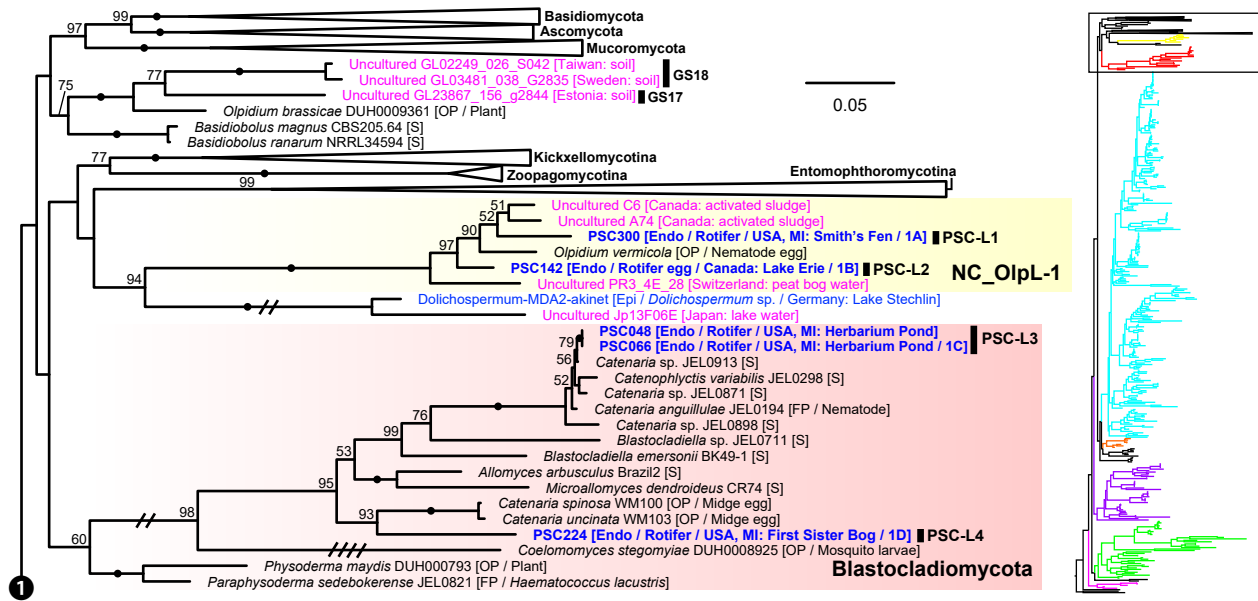 99
Basidiomycota
Ascomycota
97
Mucoromycota
Uncultured GL02249_026_S042 [Taiwan: soil]
77
Uncultured GL03481_038_G2835 [Sweden: soil]
GS18
75
Uncultured GL23867_156_g2844 [Estonia: soil]
GS17
0.05
Olpidium brassicae DUH0009361 [OP / Plant]
Basidiobolus magnus CBS205.64 [S]
Basidiobolus ranarum NRRL34594 [S]
77
Kickxellomycotina
Zoopagomycotina
Entomophthoromycotina
99
Uncultured C6 [Canada: activated sludge]
51
Uncultured A74 [Canada: activated sludge]
52
PSC300 [Endo / Rotifer / USA, MI: Smith's Fen / 1A]
PSC-L1
90
Olpidium vermicola [OP / Nematode egg]
97
PSC142 [Endo / Rotifer egg / Canada: Lake Erie / 1B]
PSC-L2
NC_OlpL-1
94
Uncultured PR3_4E_28 [Switzerland: peat bog water]
Dolichospermum-MDA2-akinet [Epi / Dolichospermum sp. / Germany: Lake Stechlin]
Uncultured Jp13F06E [Japan: lake water]
PSC048 [Endo / Rotifer / USA, MI: Herbarium Pond]
79
PSC066 [Endo / Rotifer / USA, MI: Herbarium Pond / 1C]
PSC-L3
56
Catenaria sp. JEL0913 [S]
52
Catenophlyctis variabilis JEL0298 [S]
Catenaria sp. JEL0871 [S]
76
Catenaria anguillulae JEL0194 [FP / Nematode]
Catenaria sp. JEL0898 [S]
99
Blastocladiella sp. JEL0711 [S]
53
Blastocladiella emersonii BK49-1 [S]
Allomyces arbusculus Brazil2 [S]
95
Microallomyces dendroideus CR74 [S]
Catenaria spinosa WM100 [OP / Midge egg]
98
93
Catenaria uncinata WM103 [OP / Midge egg]
PSC224 [Endo / Rotifer / USA, MI: First Sister Bog / 1D]
PSC-L4
60
Coelomomyces stegomyiae DUH0008925 [OP / Mosquito larvae]
Physoderma maydis DUH000793 [OP / Plant]
Blastocladiomycota
Paraphysoderma sedebokerense JEL0821 [FP / Haematococcus lacustris]
1